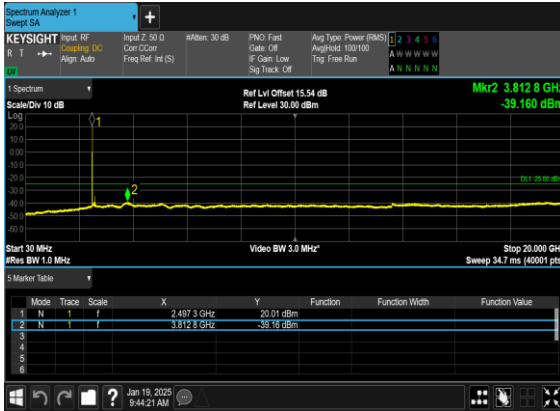 Spectrum Analyzer 1
Swept SA
+
KEYSIGHT Input: RF Input Z: 50 Ω #Atten: 30 dB PNO: Fast Avg Type: Power (RMS) 1 2 3 4 5 6
R T Coupling: DC Corr CCorr Gate: Off Avg|Hold: 100/100 A W W W W W
Align: Auto Freq Ref: Int (S) IF Gain: Low Trig: Free Run
Sig Track: Off A N N N N N
1 Spectrum Ref Lvl Offset 15.54 dB Mkr2 3.812 8 GHz
Scale/Div 10 dB Ref Level 30.00 dBm -39.160 dBm
Log
20.0
10.0
0.00
-10.0
-20.0
-30.0
-40.0
-50.0
-60.0
1
2
DL1 -25.00 dBm
Start 30 MHz Video BW 3.0 MHz* Stop 20.000 GHz
#Res BW 1.0 MHz Sweep 34.7 ms (40001 pts)
5 Marker Table
Mode Trace Scale X Y Function Function Width Function Value
1 N 1 f 2.497 3 GHz 20.01 dBm
2 N 1 f 3.812 8 GHz -39.16 dBm
3
4
5
6
?
Jan 19, 2025
9:44:21 AM